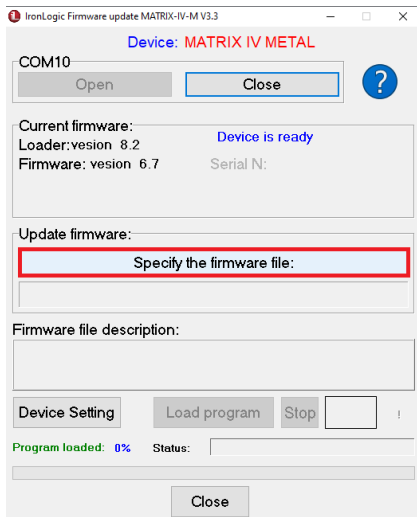 IronLogic Firmware update MATRIX-IV-M V3.3
Device: MATRIX IV METAL
COM10
Open Close ?
Current firmware:
Loader:vesion 8.2 Device is ready
Firmware: vesion 6.7 Serial N:
Update firmware:
Specify the firmware file:
Firmware file description:
Device Setting Load program Stop !
Program loaded: 0% Status:
Close